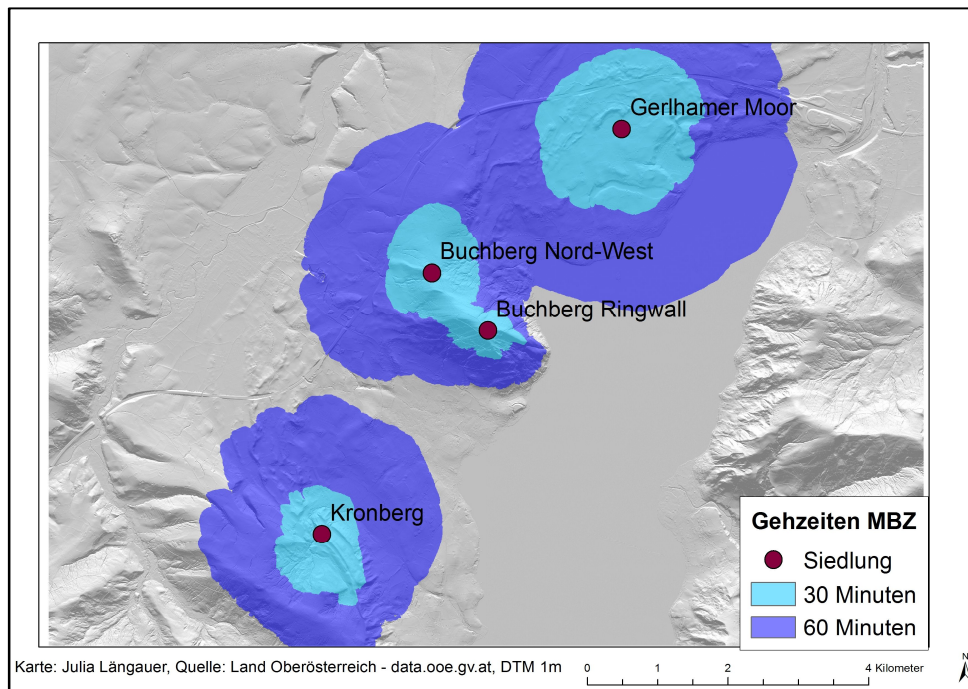 Gerlhamer Moor
Buchberg Nord-West
Buchberg Ringwall
Kronberg
Gehzeiten MBZ
Siedlung
30 Minuten
60 Minuten
Karte: Julia Längauer, Quelle: Land Oberösterreich - data.ooe.gv.at, DTM 1m
0 1 2 4 Kilometer
N